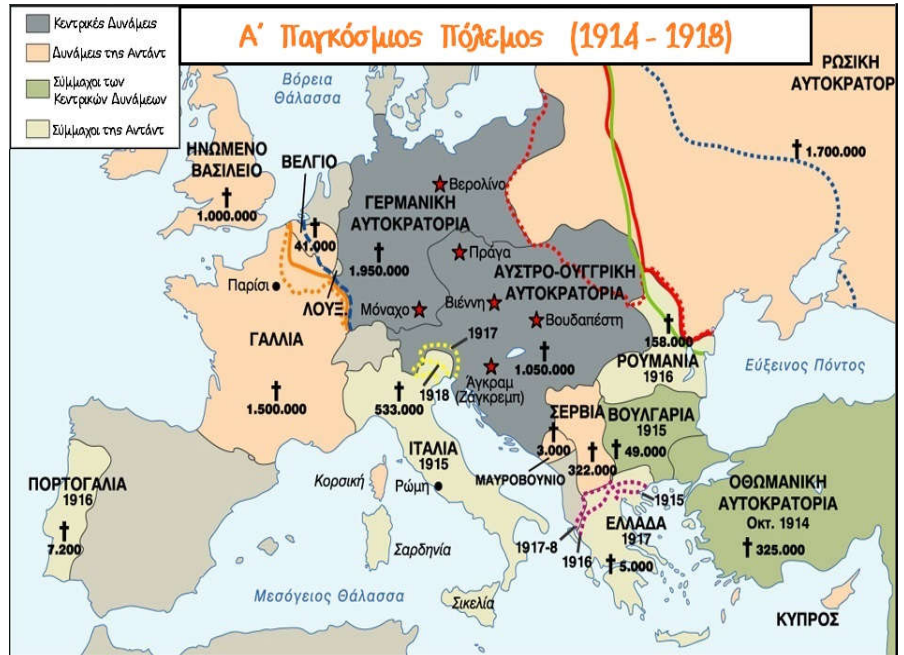 Κεντρικές Δυνάμεις
Δυνάμεις της Αντάντ
Σύμμαχοι των
Κεντρικών Δυνάμεων
Σύμμαχοι της Αντάντ
Α΄ Παγκόσμιος Πόλεμος (1914 - 1918)
Βόρεια
Θάλασσα
ΡΩΣΙΚΗ
ΑΥΤΟΚΡΑΤΟΡ
† 1.700.000
ΗΝΩΜΕΝΟ
ΒΑΣΙΛΕΙΟ
†
1.000.000
ΒΕΛΓΙΟ
†
41.000
Βερολίνο
ΓΕΡΜΑΝΙΚΗ
ΑΥΤΟΚΡΑΤΟΡΙΑ
†
1.950.000
Πράγα
ΑΥΣΤΡΟ-ΟΥΓΓΡΙΚΗ
ΑΥΤΟΚΡΑΤΟΡΙΑ
Παρίσι
ΛΟΥΞ.
Μόναχο
Βιέννη
Βουδαπέστη
†
1.050.000
ΓΑΛΛΙΑ
†
1.500.000
1917
1918
Άγκραμ
(Ζάγκρεμπ)
†
158.000
ΡΟΥΜΑΝΙΑ
1916
Εύξεινος Πόντος
†
533.000
ΙΤΑΛΙΑ
1915
ΣΕΡΒΙΑ
†
3.000
†
322.000
ΜΑΥΡΟΒΟΥΝΙΟ
ΒΟΥΛΓΑΡΙΑ
1915
† 49.000
ΠΟΡΤΟΓΑΛΙΑ
1916
†
7.200
Κορσική
Ρώμη
Σαρδηνία
1915
ΟΘΩΜΑΝΙΚΗ
ΑΥΤΟΚΡΑΤΟΡΙΑ
Οκτ. 1914
† 325.000
1917-8
1916
ΕΛΛΑΔΑ
1917
† 5.000
Μεσόγειος Θάλασσα
Σικελία
ΚΥΠΡΟΣ